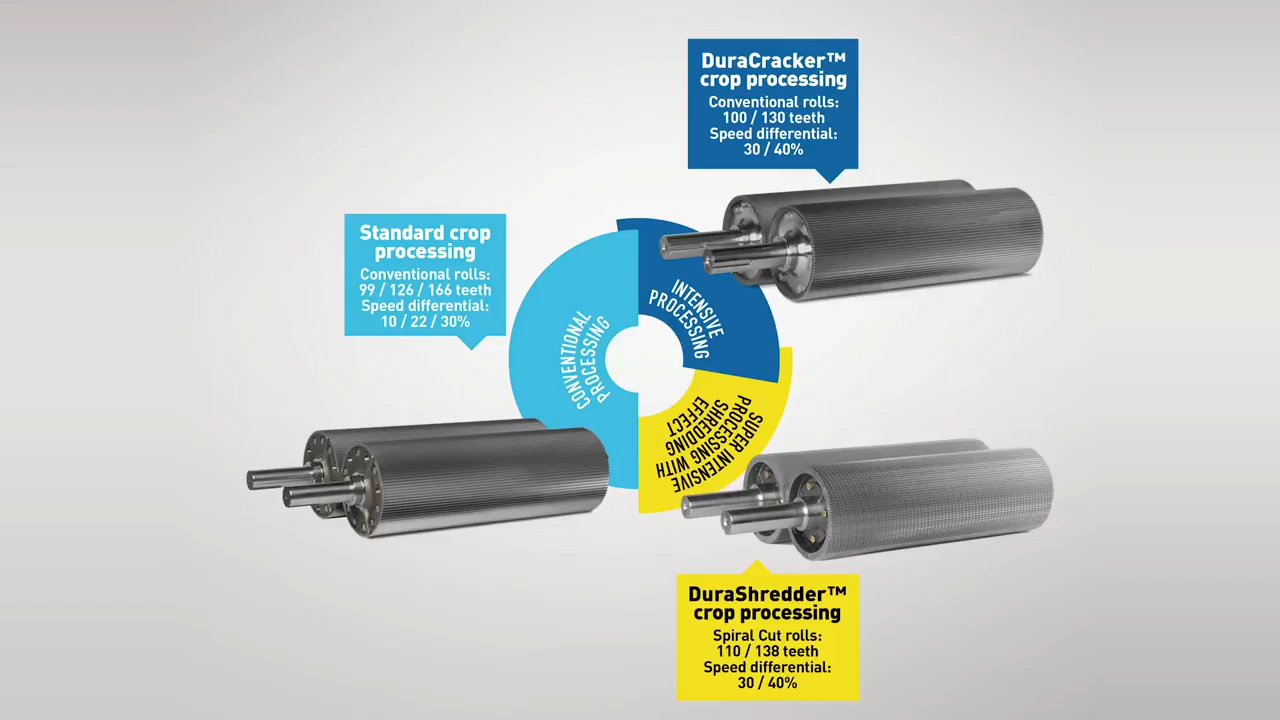 DuraCracker™
crop processing
Conventional rolls:
100 / 130 teeth
Speed differential:
30 / 40%
Standard crop
processing
Conventional rolls:
99 / 126 / 166 teeth
Speed differential:
10 / 22 / 30%
CONVENTIONAL
PROCESSING
INTENSIVE
PROCESSING
SUPER INTENSIVE
PROCESSING WITH
SHREDDING
EFFECT
DuraShredder™
crop processing
Spiral Cut rolls:
110 / 138 teeth
Speed differential:
30 / 40%